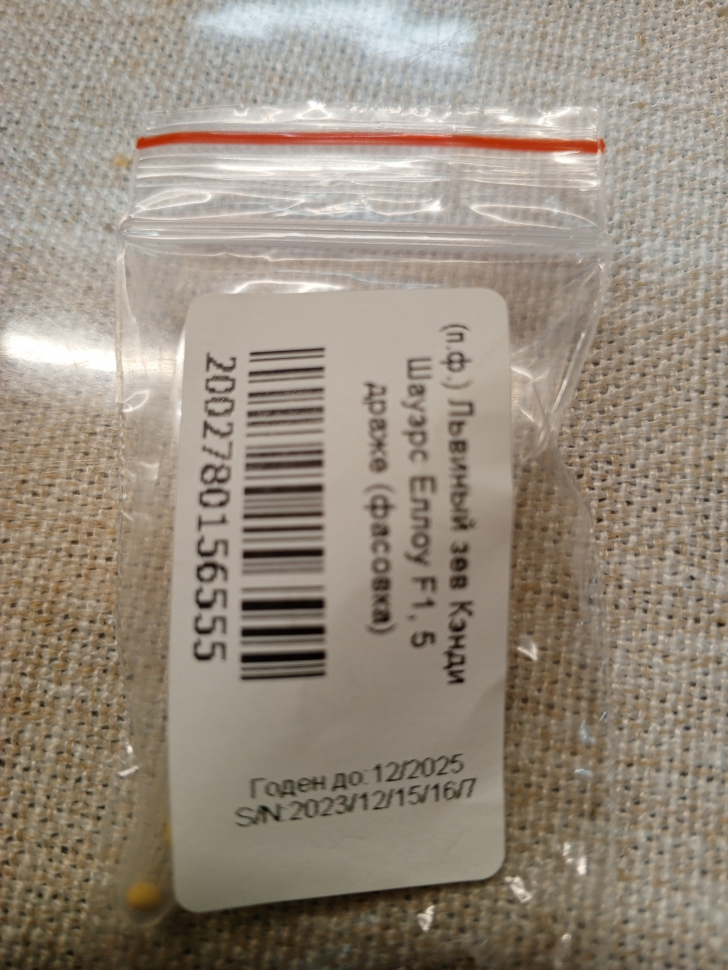 (п.ф.) Львиный зев Кэнди
Шауэрс Еллоу F1, 5
драже (фасовка)
2002780156555
Годен до: 12/2025
S/N: 2023/12/15/16/7